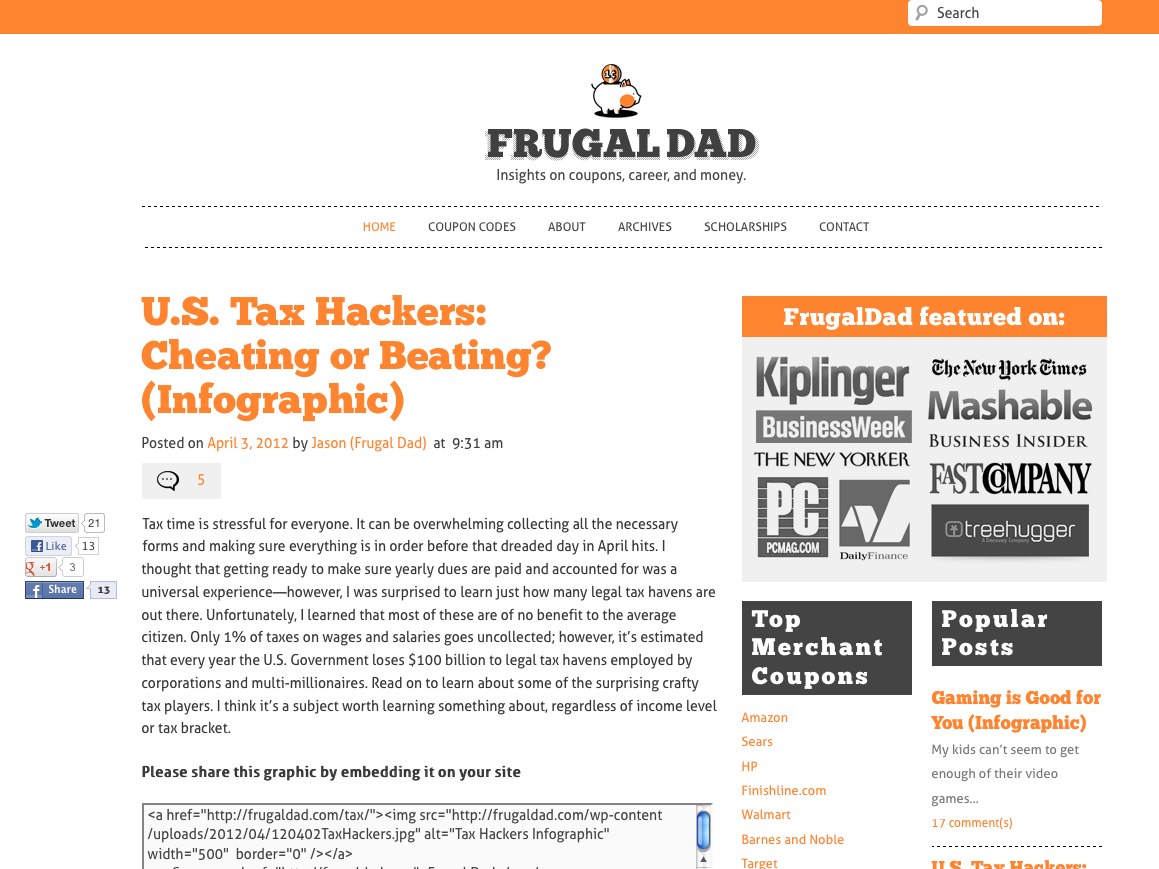 Search
13
FRUGAL DAD
Insights on coupons, career, and money.
HOME COUPON CODES ABOUT ARCHIVES SCHOLARSHIPS CONTACT
U.S. Tax Hackers:
Cheating or Beating?
(Infographic)
Posted on April 3, 2012 by Jason (Frugal Dad) at 9:31 am
5
Tweet 21
Like 13
+1 3
Share 13
Tax time is stressful for everyone. It can be overwhelming collecting all the necessary
forms and making sure everything is in order before that dreaded day in April hits. I
thought that getting ready to make sure yearly dues are paid and accounted for was a
universal experience—however, I was surprised to learn just how many legal tax havens are
out there. Unfortunately, I learned that most of these are of no benefit to the average
citizen. Only 1% of taxes on wages and salaries goes uncollected; however, it's estimated
that every year the U.S. Government loses $100 billion to legal tax havens employed by
corporations and multi-millionaires. Read on to learn about some of the surprising crafty
tax players. I think it's a subject worth learning something about, regardless of income level
or tax bracket.
Please share this graphic by embedding it on your site
<a href="http://frugaldad.com/tax/"><img src="http://frugaldad.com/wp-content
/uploads/2012/04/120402TaxHackers.jpg" alt="Tax Hackers Infographic"
width="500" border="0" /></a>
FrugalDad featured on:
Kiplinger
BusinessWeek
THE NEW YORKER
PC
PCMAG.COM
DailyFinance
The New York Times
Mashable
BUSINESS INSIDER
FAST COMPANY
treehugger
A Discovery Company
Top
Merchant
Coupons
Amazon
Sears
HP
Finishline.com
Walmart
Barnes and Noble
Target
Popular
Posts
Gaming is Good for
You (Infographic)
My kids can't seem to get
enough of their video
games...
17 comment(s)
U.S. Tax Hackers: